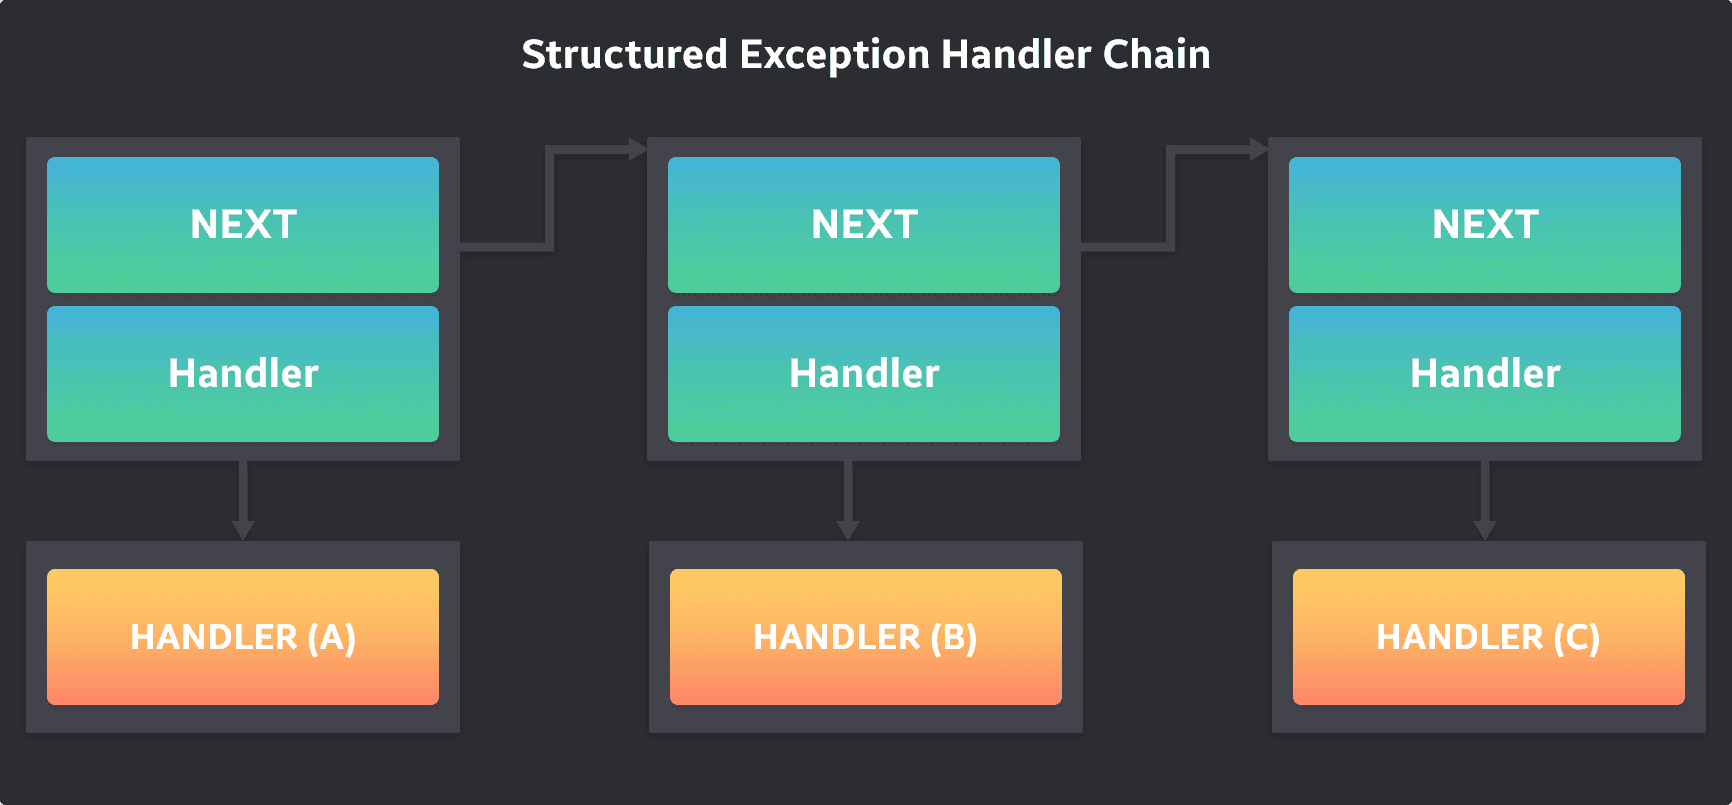 Structured Exception Handler Chain
NEXT
NEXT
NEXT
Handler
Handler
Handler
HANDLER (A)
HANDLER (B)
HANDLER (C)